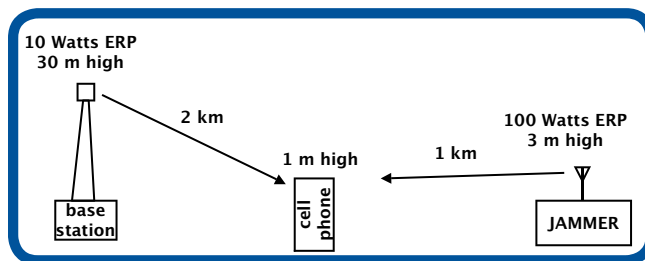 10 Watts ERP
30 m high
2 km
1 m high
1 km
100 Watts ERP
3 m high
base
station
cell
phone
JAMMER